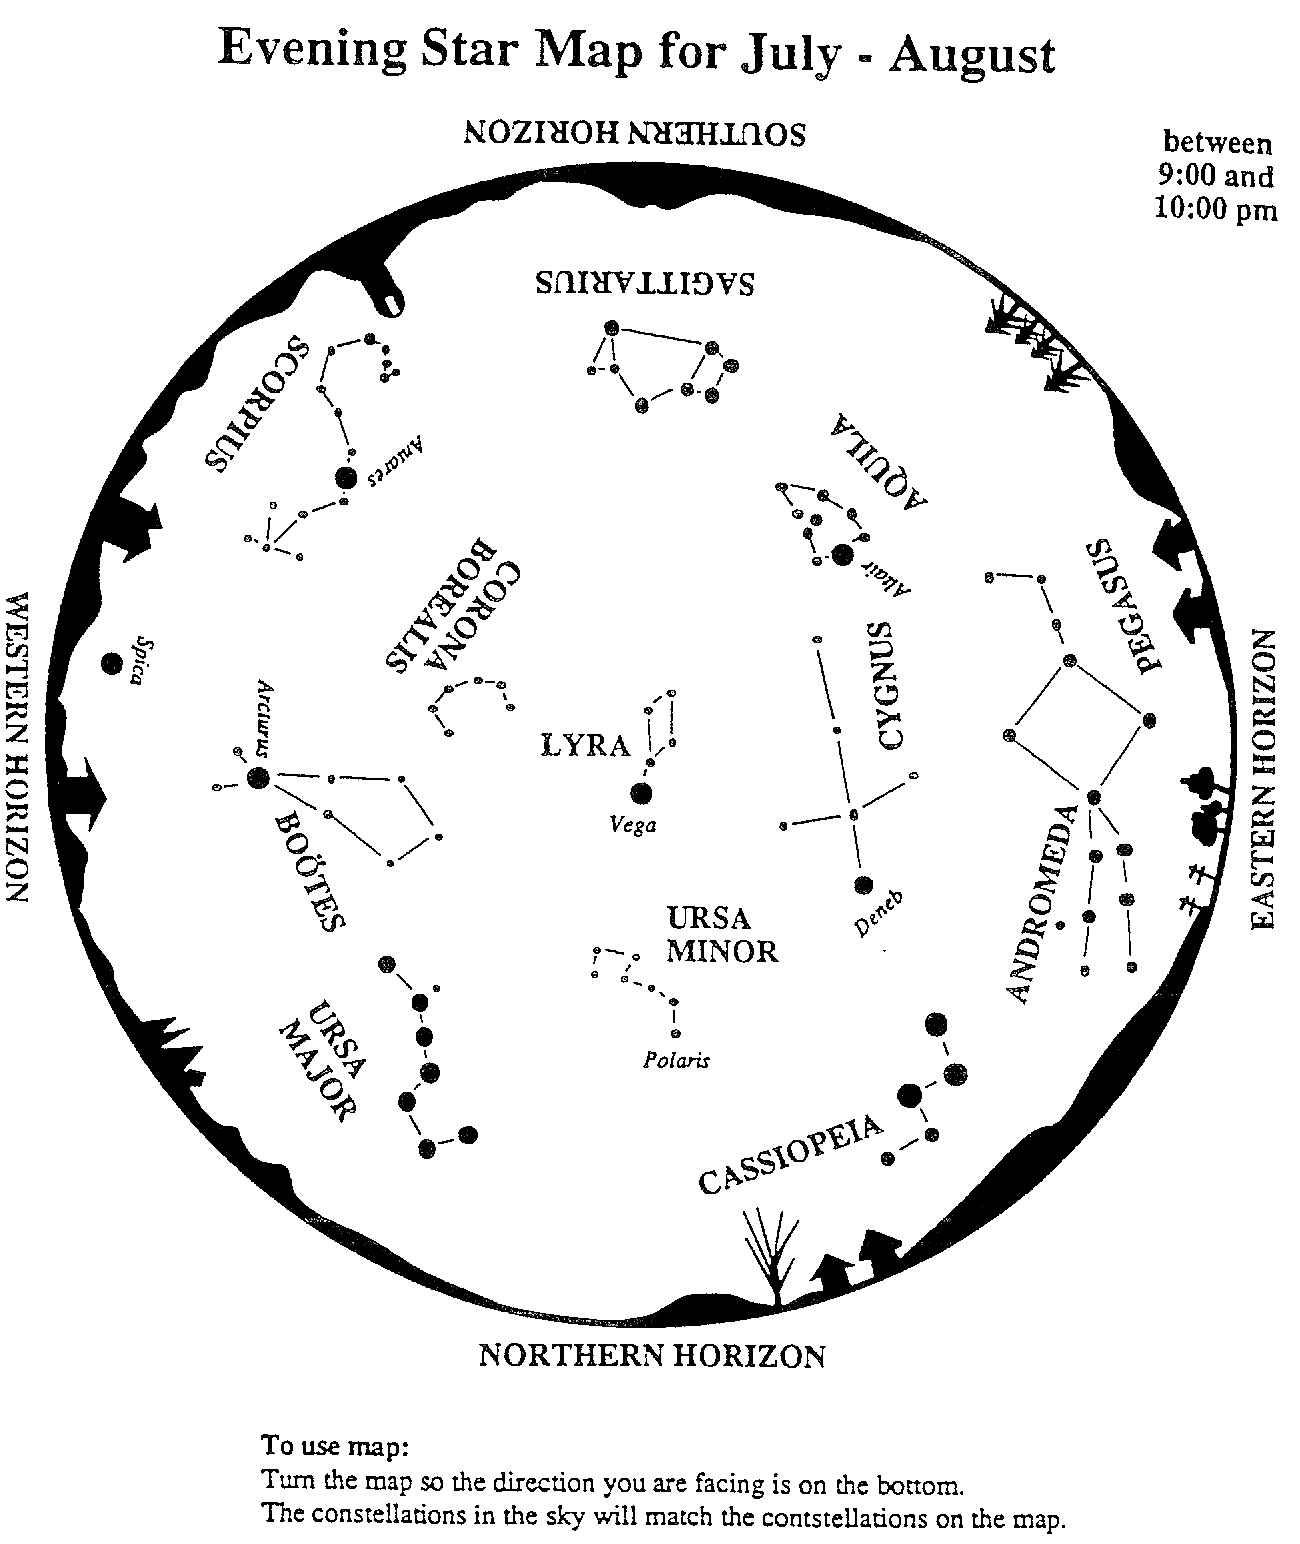 Evening Star Map for July - August
SOUTHERN HORIZON
between
9:00 and
10:00 pm
SAGITTARIUS
SCORPIUS
Antares
AQUILA
Altair
CORONA
BOREALIS
PEGASUS
WESTERN HORIZON
Spica
Arcturus
CYGNUS
EASTERN HORIZON
LYRA
Vega
BOÖTES
ANDROMEDA
Deneb
URSA
MINOR
URSA
MAJOR
Polaris
CASSIOPEIA
NORTHERN HORIZON
To use map:
Turn the map so the direction you are facing is on the bottom.
The constellations in the sky will match the contstellations on the map.